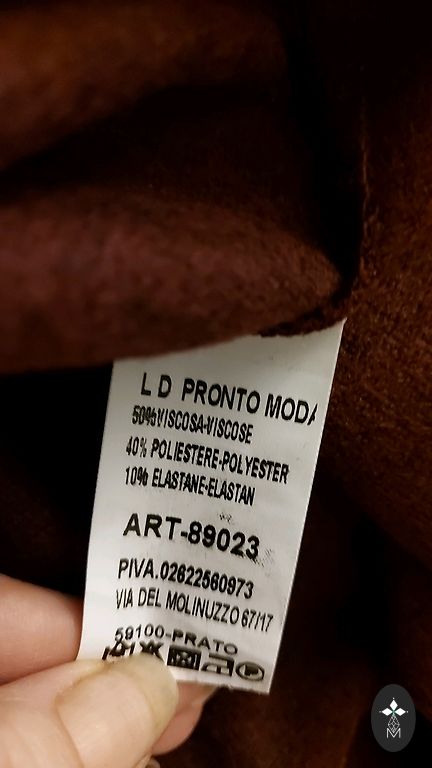 L D PRONTO MODA
50%VISCOSA-VISCOSE
40% POLIESTERE-POLYESTER
10% ELASTANE-ELASTAN
ART-89023
PIVA.02622560973
VIA DEL MOLINUZZO 67/17
59100-PRATO
P
M